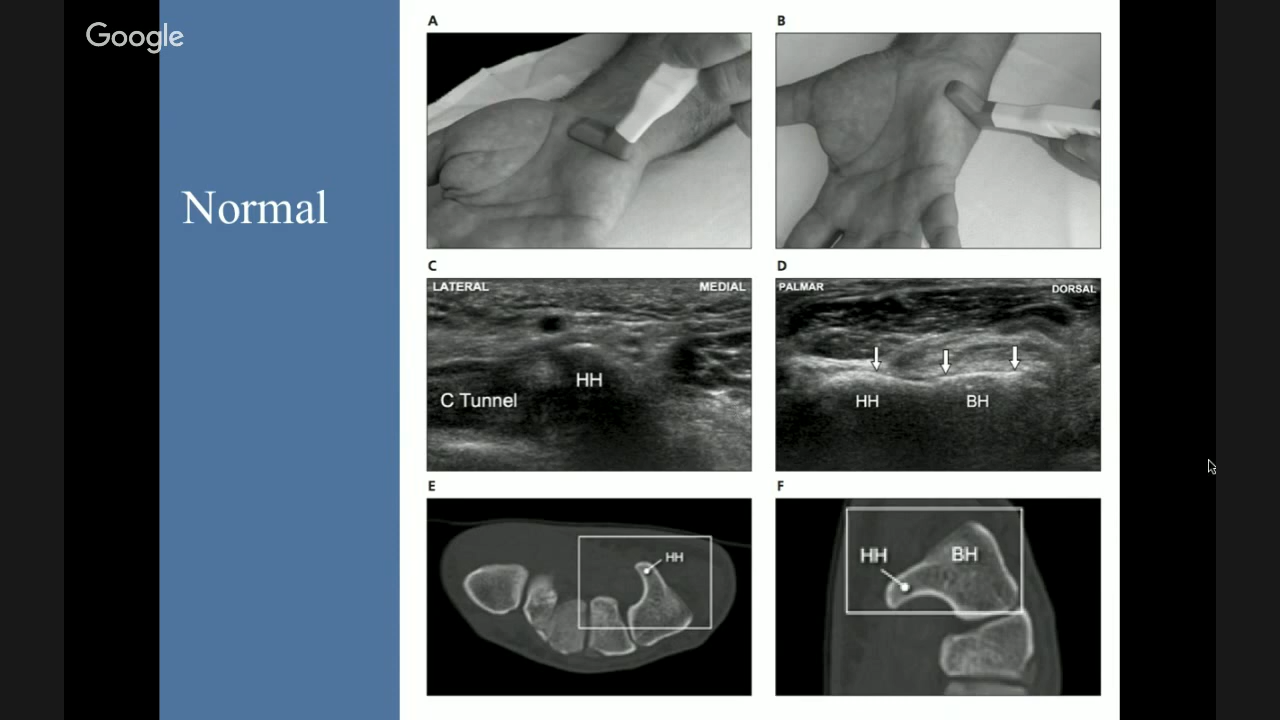 Google
Normal
A
B
C
D
LATERAL
MEDIAL
HH
C Tunnel
PALMAR
DORSAL
HH
BH
E
F
HH
HH
BH